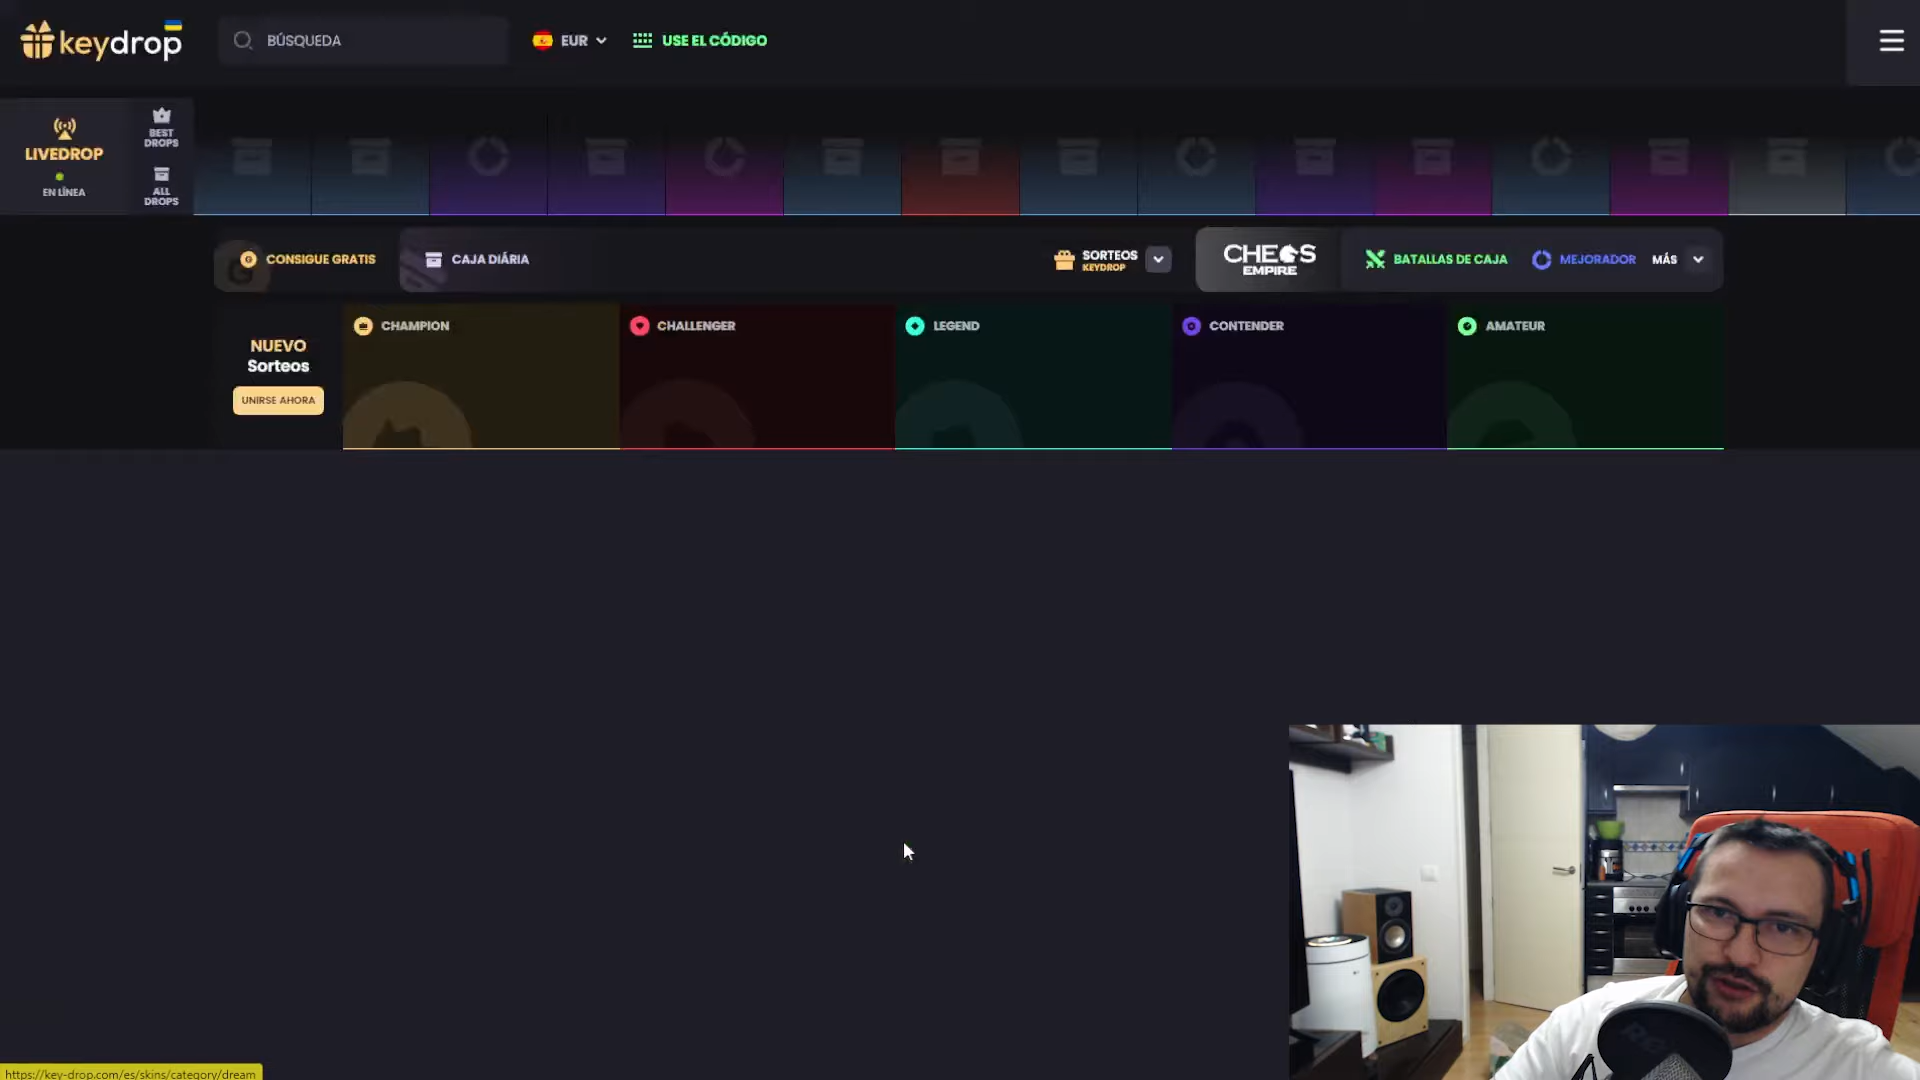 keydrop
BÚSQUEDA
EUR
USE EL CÓDIGO
LIVEDROP
EN LÍNEA
BEST
DROPS
ALL
DROPS
CONSIGUE GRATIS
CAJA DIÁRIA
SORTEOS
KEYDROP
CHESS
EMPIRE
BATALLAS DE CAJA
MEJORADOR
MÁS
NUEVO
Sorteos
UNIRSE AHORA
CHAMPION
CHALLENGER
LEGEND
CONTENDER
AMATEUR
https://key-drop.com/es/skins/category/dream